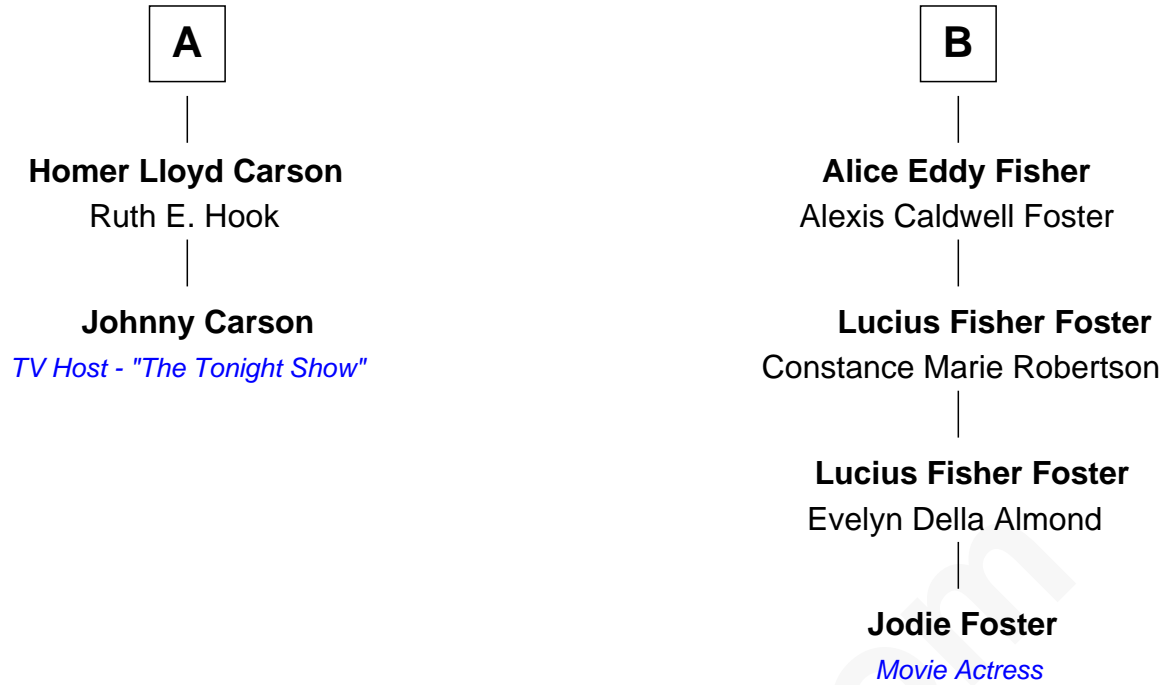 A
Homer Lloyd Carson
Ruth E. Hook
Johnny Carson
TV Host - "The Tonight Show"
B
Alice Eddy Fisher
Alexis Caldwell Foster
Lucius Fisher Foster
Constance Marie Robertson
Lucius Fisher Foster
Evelyn Della Almond
Jodie Foster
Movie Actress